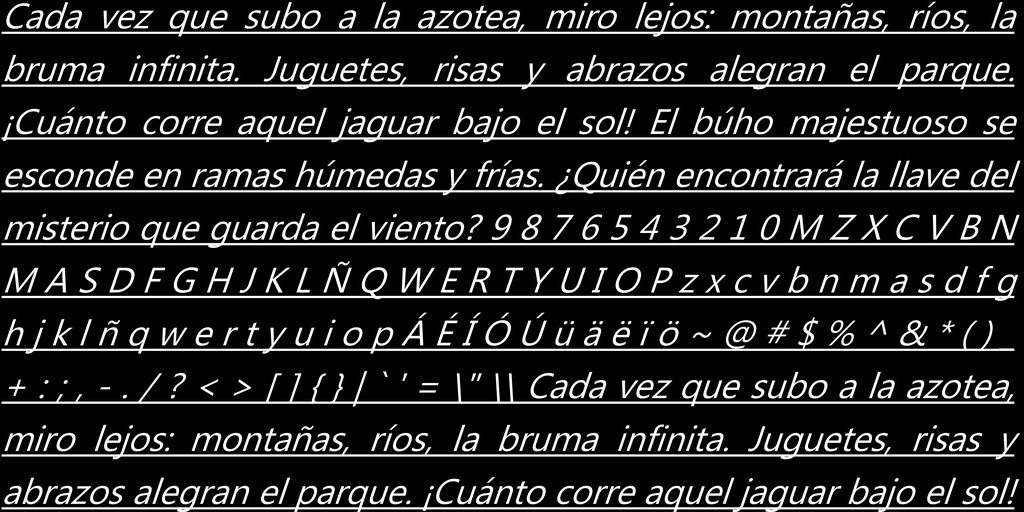 Cada vez que subo a la azotea, miro lejos: montañas, ríos, la
bruma infinita. Juguetes, risas y abrazos alegran el parque.
¡Cuánto corre aquel jaguar bajo el sol! El búho majestuoso se
esconde en ramas húmedas y frías. ¿Quién encontrará la llave del
misterio que guarda el viento? 9 8 7 6 5 4 3 2 1 0 M Z X C V B N
M A S D F G H J K L Ñ Q W E R T Y U I O P z x c v b n m a s d f g
h j k l ñ q w e r t y u i o p Á É Í Ó Ú ü ä ë ï ö ~ @ # $ % ^ & * ( ) _
+ : ; , - . / ? < > [ ] { } | ` ' = \" \\ Cada vez que subo a la azotea,
miro lejos: montañas, ríos, la bruma infinita. Juguetes, risas y
abrazos alegran el parque. ¡Cuánto corre aquel jaguar bajo el sol!